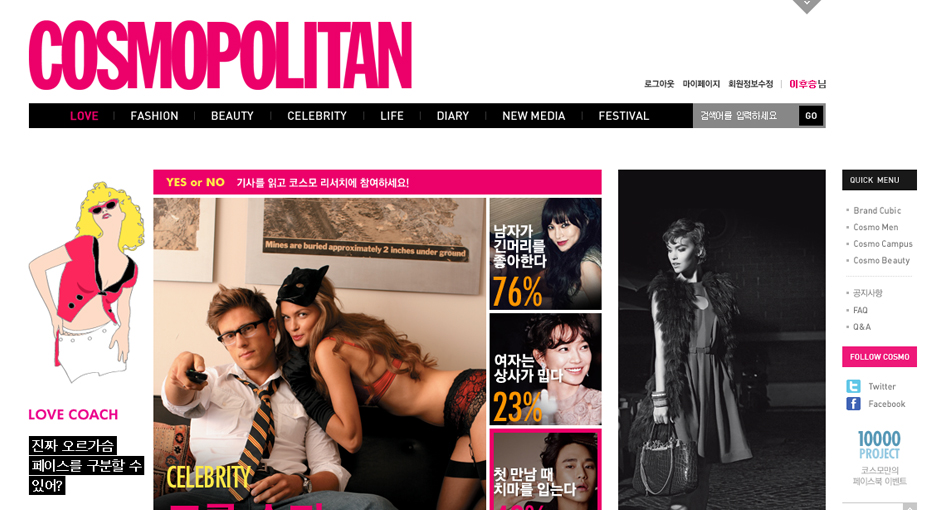 COSMOPOLITAN
로그아웃 마이페이지 회원정보수정 이호승님
LOVE FASHION BEAUTY CELEBRITY LIFE DIARY NEW MEDIA FESTIVAL 검색어를 입력하세요 GO
YES or NO 기사를 읽고 코스모 리서치에 참여하세요!
Mines are buried approximately 2 inches under ground
남자가
긴머리를
좋아한다
76%
여자는
상사가 밉다
23%
첫 만남 때
치마를 입는다
CELEBRITY
LOVE COACH
진짜 오르가슴
페이스를 구분할 수
있어?
QUICK MENU
Brand Cubic
Cosmo Men
Cosmo Campus
Cosmo Beauty
공지사항
FAQ
Q&A
FOLLOW COSMO
Twitter
Facebook
10000
PROJECT
코스모만의
페이스북 이벤트